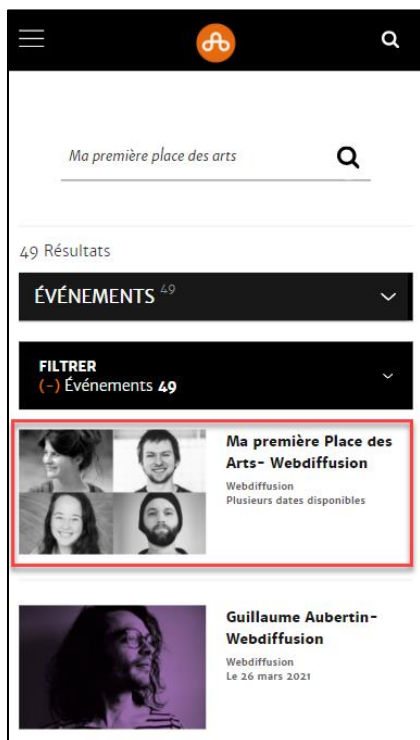 Ma première place des arts
49 Résultats
ÉVÉNEMENTS 49
FILTRER
(-) Événements 49
Ma première Place des
Arts- Webdiffusion
Webdiffusion
Plusieurs dates disponibles
Guillaume Aubertin-
Webdiffusion
Webdiffusion
Le 26 mars 2021